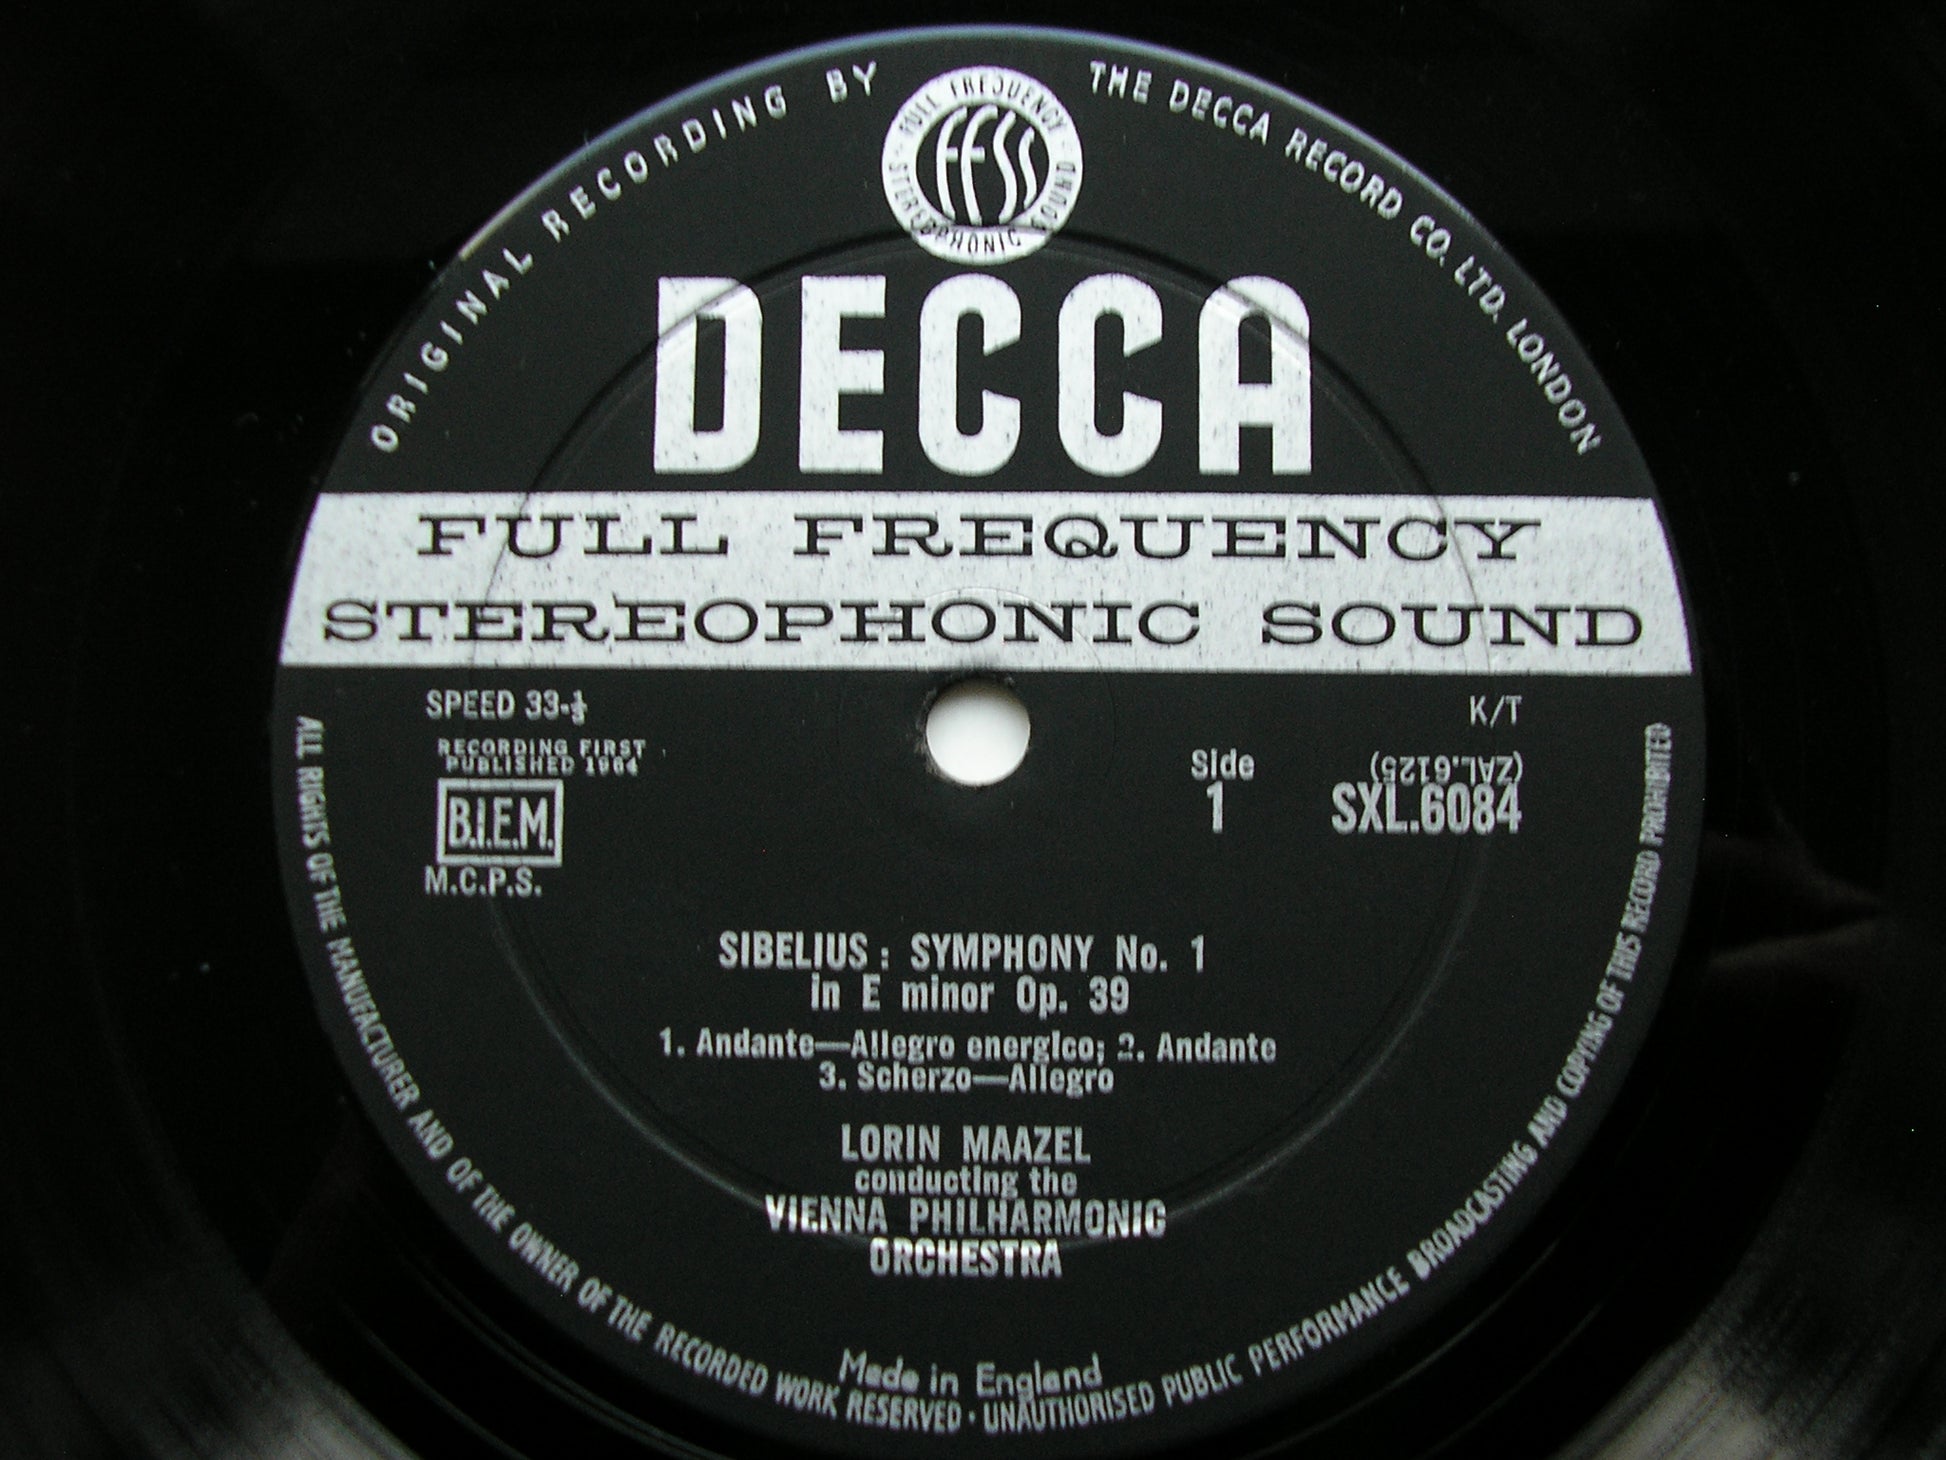 ORIGINAL RECORDING BY THE DECCA RECORD CO. LTD. LONDON
FULL FREQUENCY STEREOPHONIC SOUND
FFSS
DECCA
FULL FREQUENCY
STEREOPHONIC SOUND
SPEED 33-⅓
K/T
RECORDING FIRST
PUBLISHED 1964
B.I.E.M.
M.C.P.S.
Side
1
(ZAL.6125)
SXL.6084
SIBELIUS : SYMPHONY No. 1
in E minor Op. 39
1. Andante—Allegro energico; 2. Andante
3. Scherzo—Allegro
LORIN MAAZEL
conducting the
VIENNA PHILHARMONIC
ORCHESTRA
Made in England
ALL RIGHTS OF THE MANUFACTURER AND OF THE OWNER OF THE RECORDED WORK RESERVED · UNAUTHORISED PUBLIC PERFORMANCE BROADCASTING AND COPYING OF THIS RECORD PROHIBITED